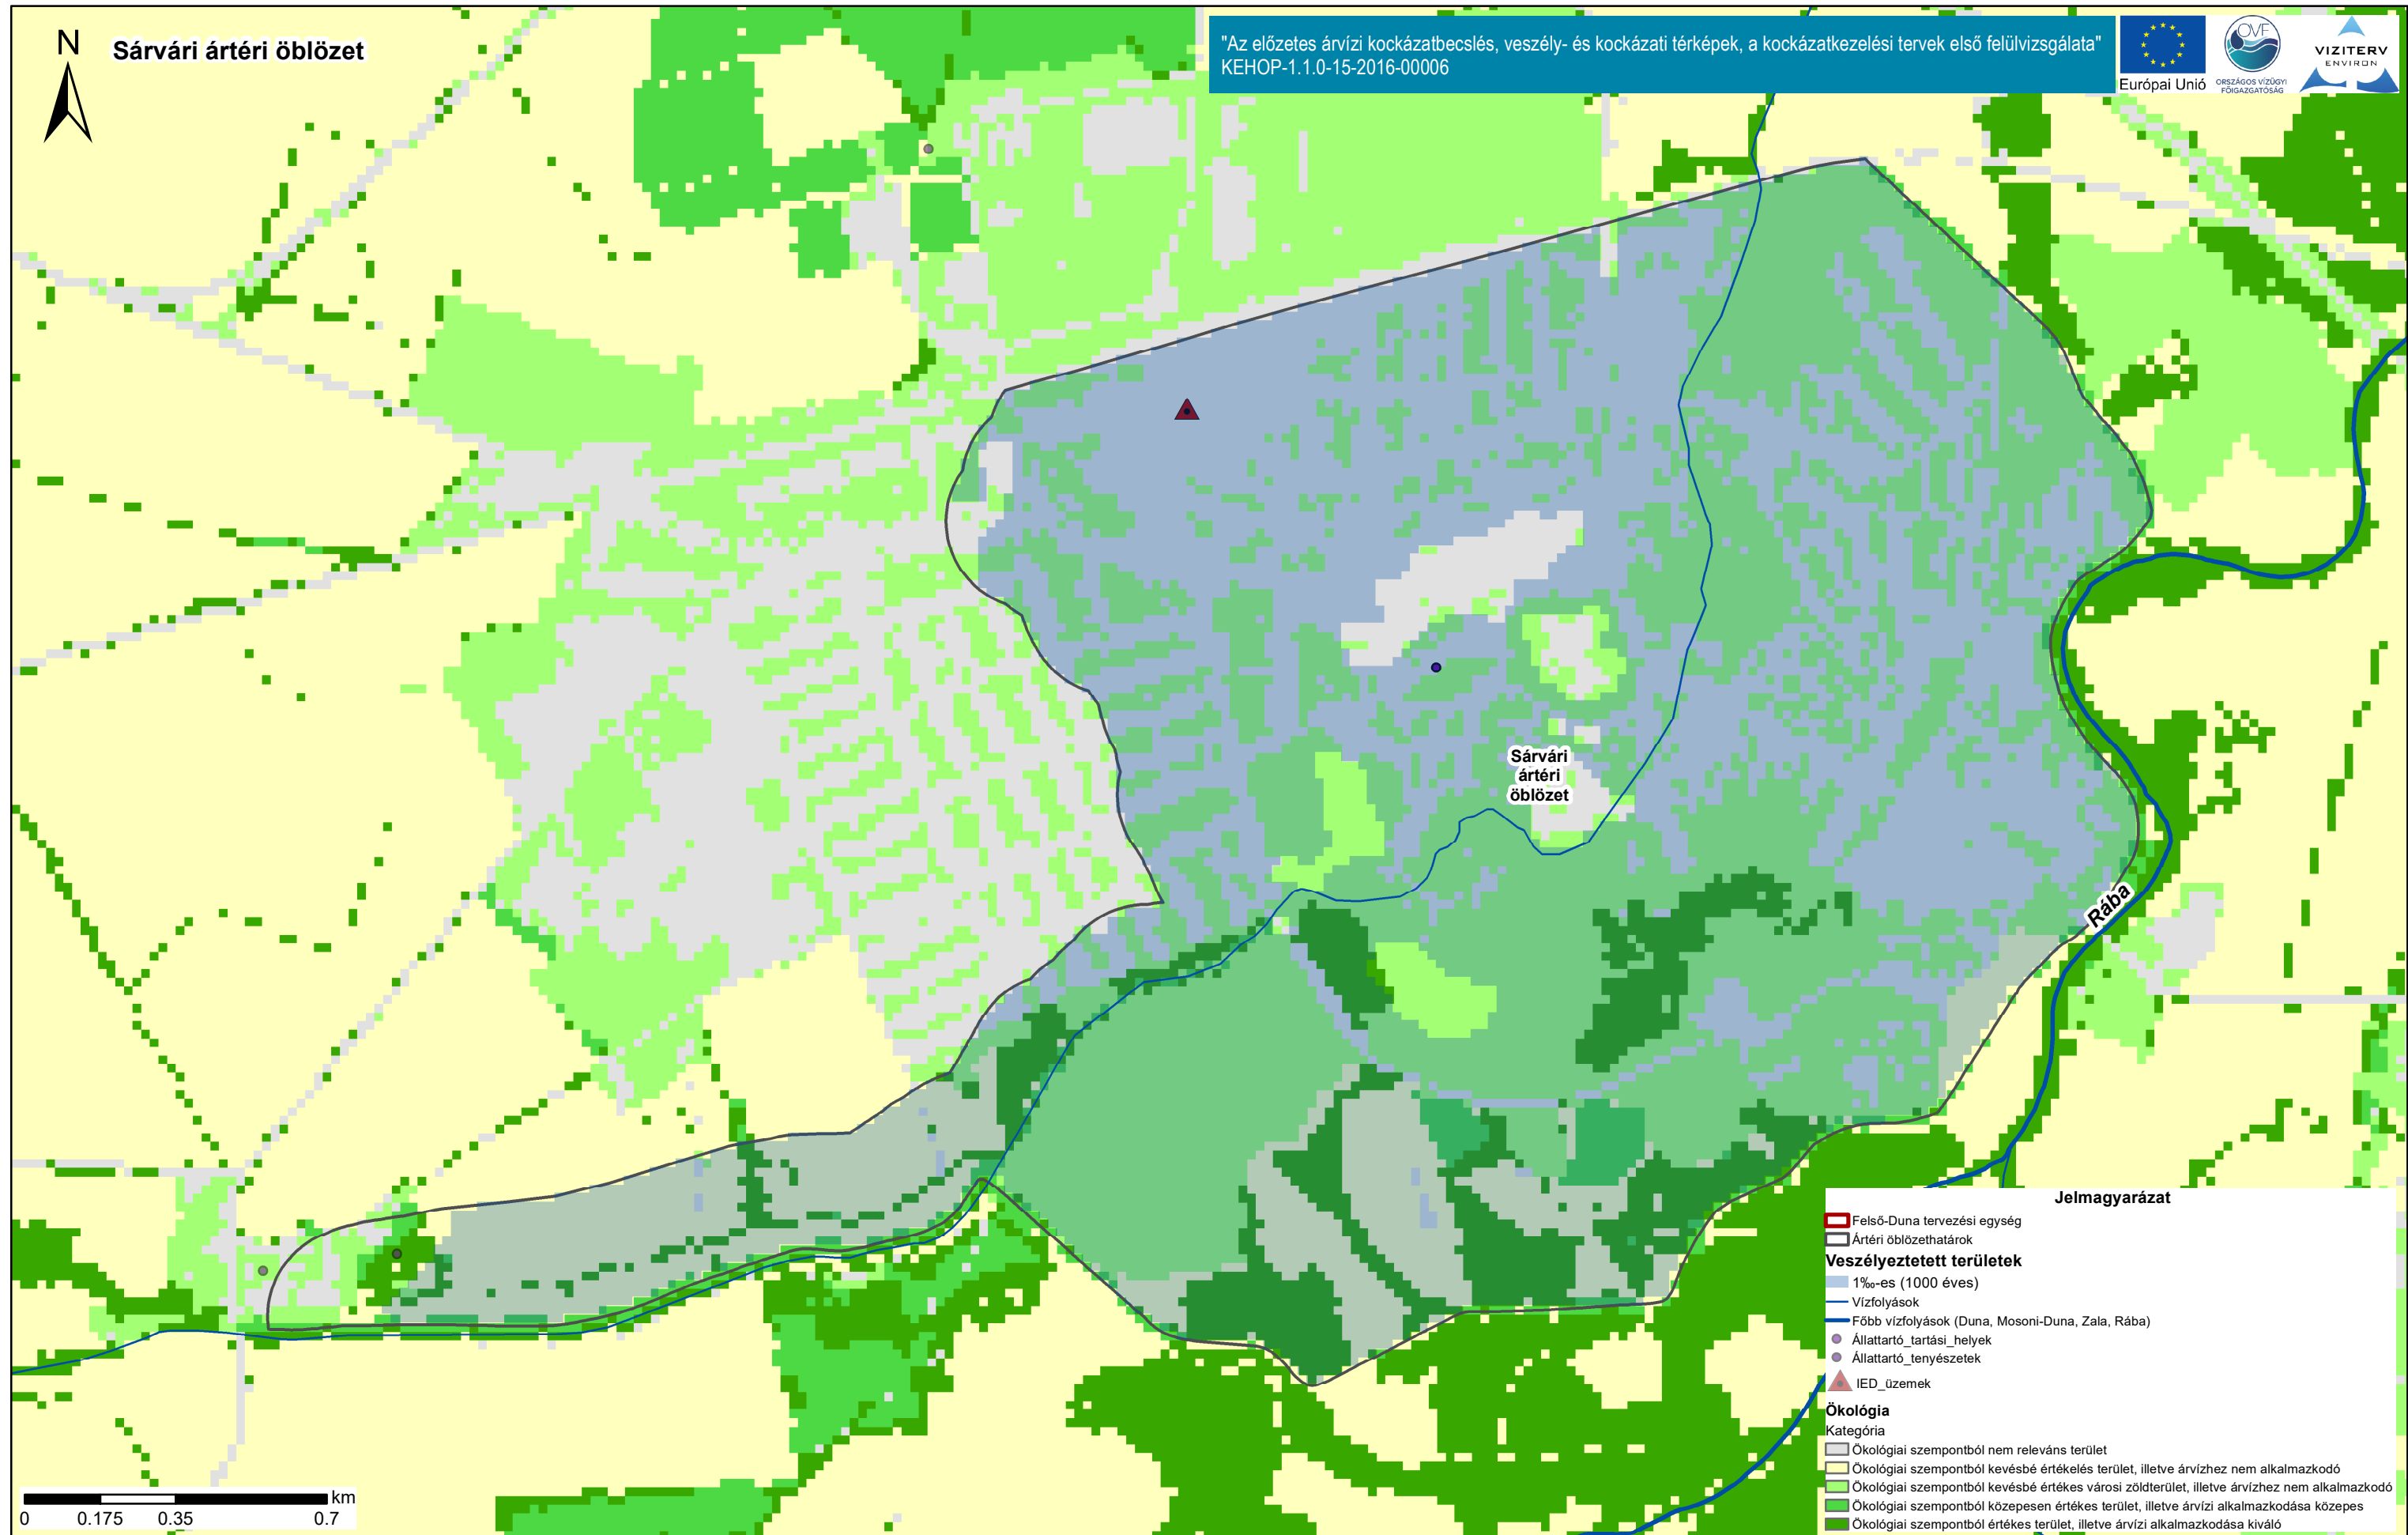 N
Sárvári ártéri öblözet
"Az előzetes árvízi kockázatbecslés, veszély- és kockázati térképek, a kockázatkezelési tervek első felülvizsgálata"
KEHOP-1.1.0-15-2016-00006
Európai Unió
OVF
ORSZÁGOS VÍZÜGYI
FŐIGAZGATÓSÁG
VIZITERV
ENVIRON
Sárvári
ártéri
öblözet
Rába
Jelmagyarázat
Felső-Duna tervezési egység
Ártéri öblözethatárok
Veszélyeztetett területek
1‰-es (1000 éves)
Vízfolyások
Főbb vízfolyások (Duna, Mosoni-Duna, Zala, Rába)
Állattartó_tartási_helyek
Állattartó_tenyészetek
IED_üzemek
Ökológia
Kategória
Ökológiai szempontból nem releváns terület
Ökológiai szempontból kevésbé értékelés terület, illetve árvízhez nem alkalmazkodó
Ökológiai szempontból kevésbé értékes városi zöldterület, illetve árvízhez nem alkalmazkodó
Ökológiai szempontból közepesen értékes terület, illetve árvízi alkalmazkodása közepes
Ökológiai szempontból értékes terület, illetve árvízi alkalmazkodása kiváló
km
0 0.175 0.35 0.7